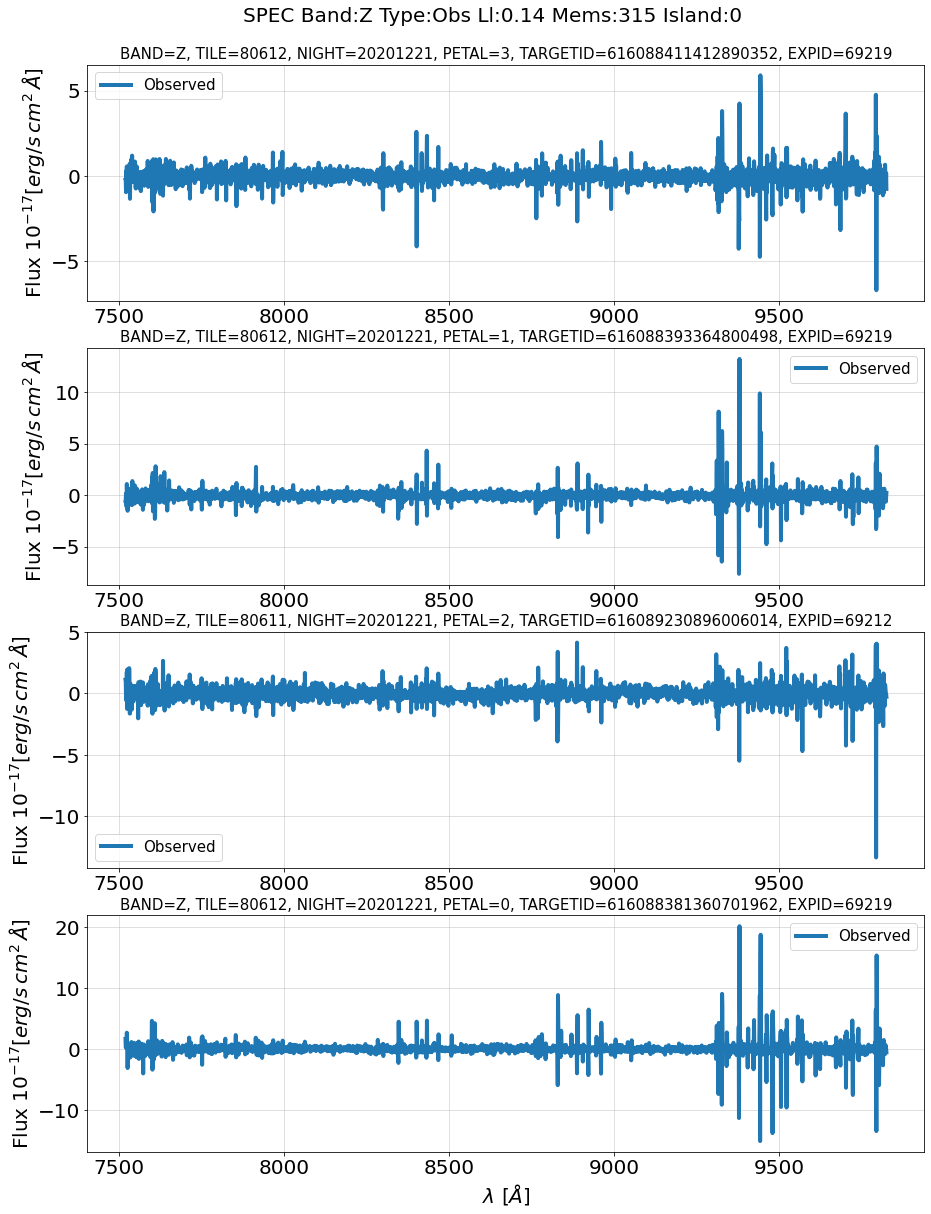 SPEC Band:Z Type:Obs Ll:0.14 Mems:315 Island:0
BAND=Z, TILE=80612, NIGHT=20201221, PETAL=3, TARGETID=616088411412890352, EXPID=69219
Observed
Flux 10^{-17}[erg/s cm^2 Å]
5
0
−5
7500 8000 8500 9000 9500
BAND=Z, TILE=80612, NIGHT=20201221, PETAL=1, TARGETID=616088393364800498, EXPID=69219
Observed
Flux 10^{-17}[erg/s cm^2 Å]
10
5
0
−5
7500 8000 8500 9000 9500
BAND=Z, TILE=80611, NIGHT=20201221, PETAL=2, TARGETID=616089230896006014, EXPID=69212
Flux 10^{-17}[erg/s cm^2 Å]
5
0
−5
−10
Observed
7500 8000 8500 9000 9500
BAND=Z, TILE=80612, NIGHT=20201221, PETAL=0, TARGETID=616088381360701962, EXPID=69219
Observed
Flux 10^{-17}[erg/s cm^2 Å]
20
10
0
−10
7500 8000 8500 9000 9500
λ [Å]